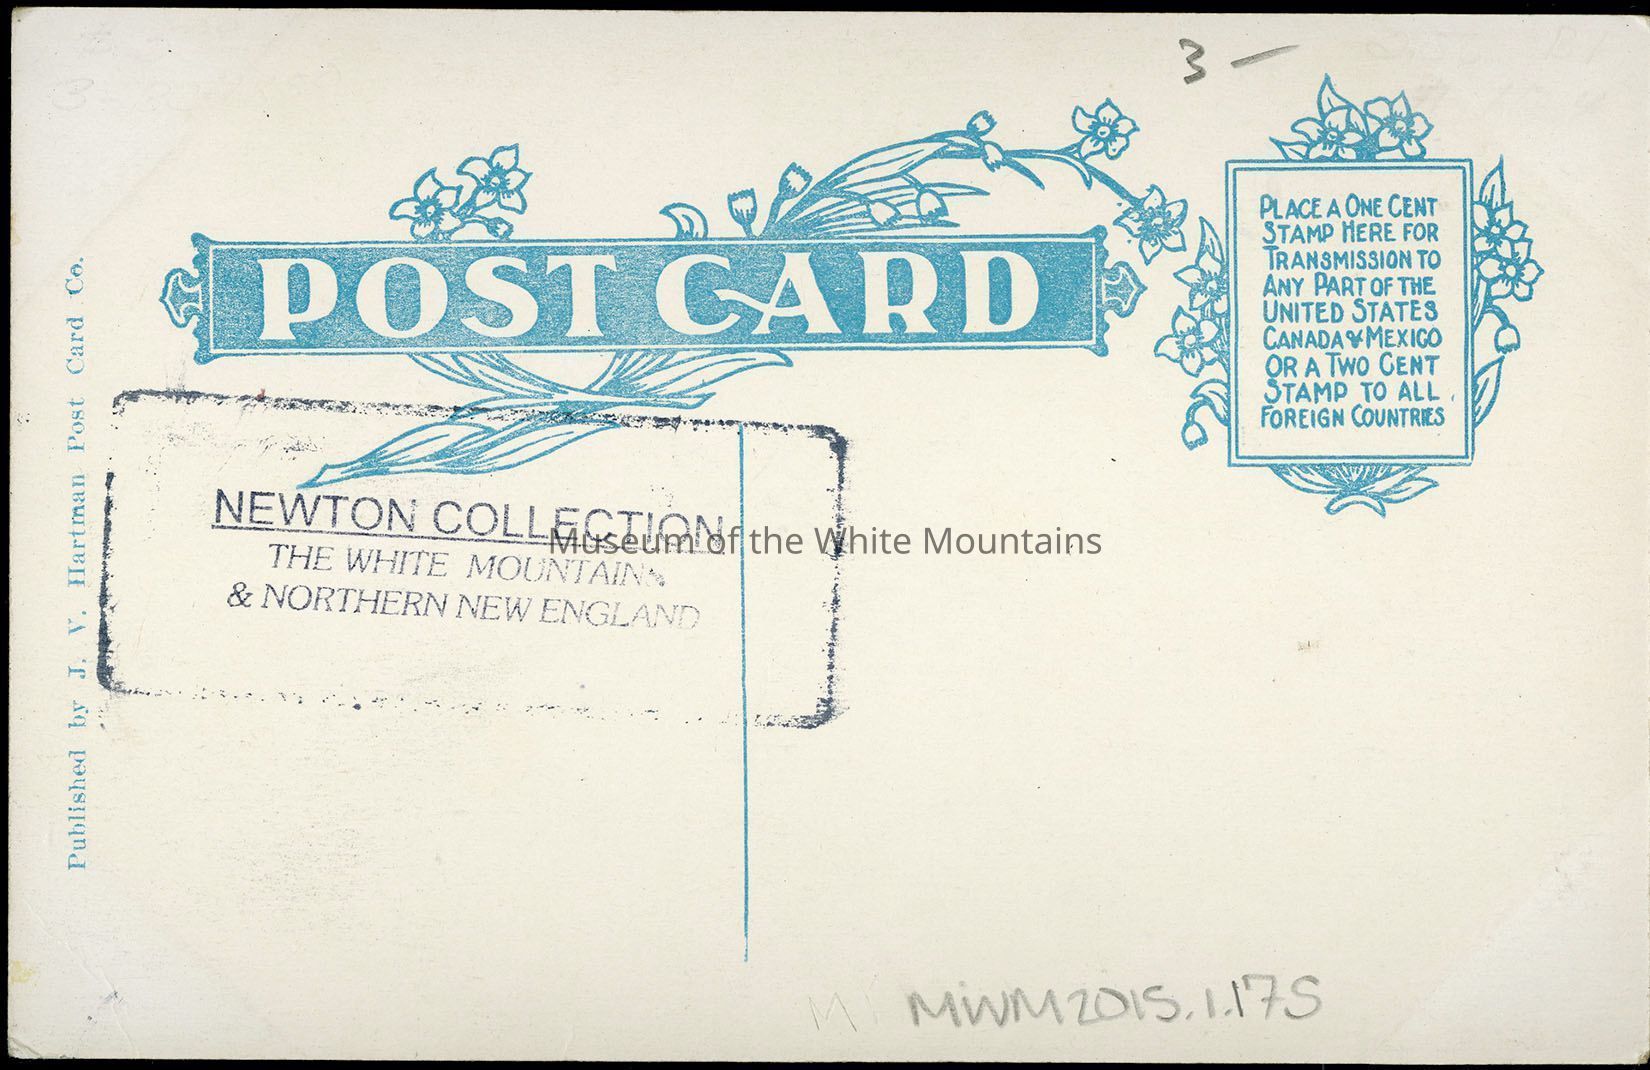 3 —
POST CARD
PLACE A ONE CENT
STAMP HERE FOR
TRANSMISSION TO
ANY PART OF THE
UNITED STATES
CANADA & MEXICO
OR A TWO CENT
STAMP TO ALL
FOREIGN COUNTRIES
Published by J. V. Hartman Post Card Co.
NEWTON COLLECTION
THE WHITE MOUNTAINS
& NORTHERN NEW ENGLAND
Museum of the White Mountains
MWM2015.1.175